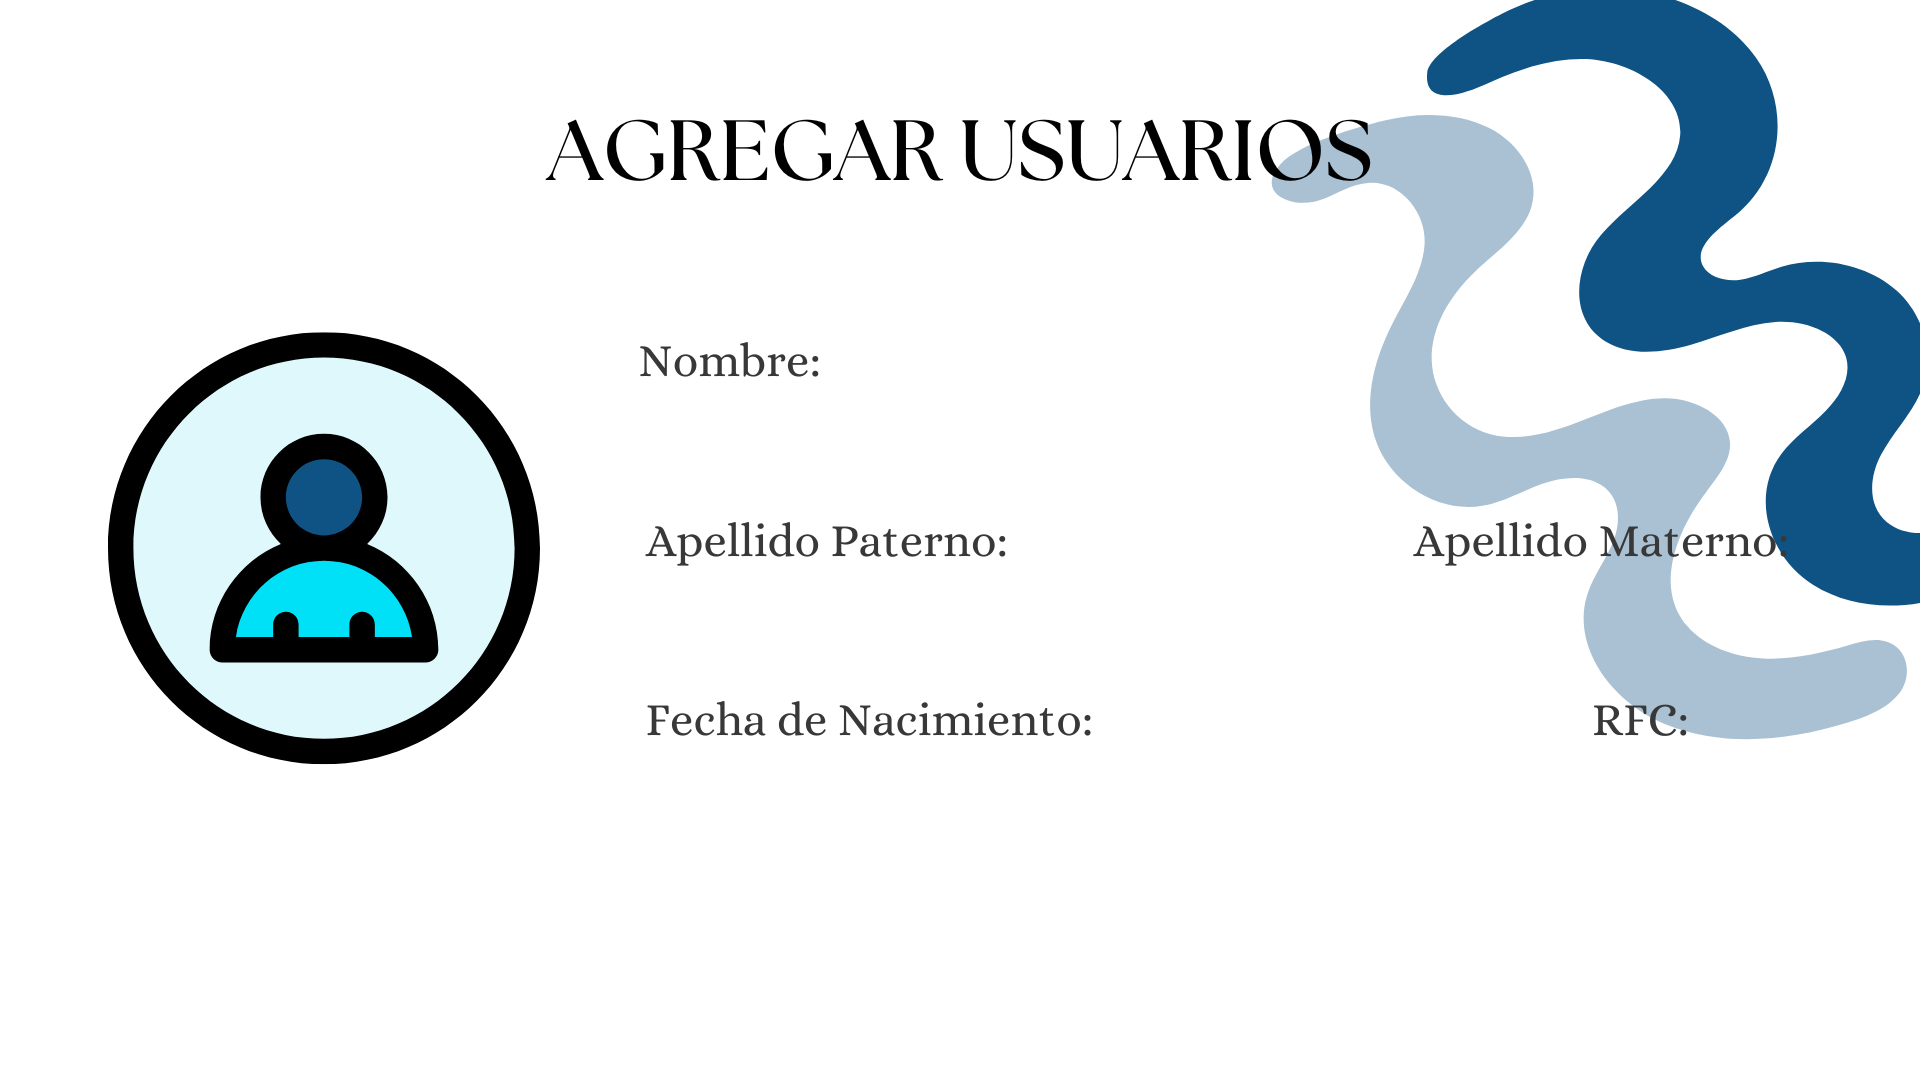 AGREGAR USUARIOS
Nombre:
Apellido Paterno:
Apellido Materno:
Fecha de Nacimiento:
RFC: